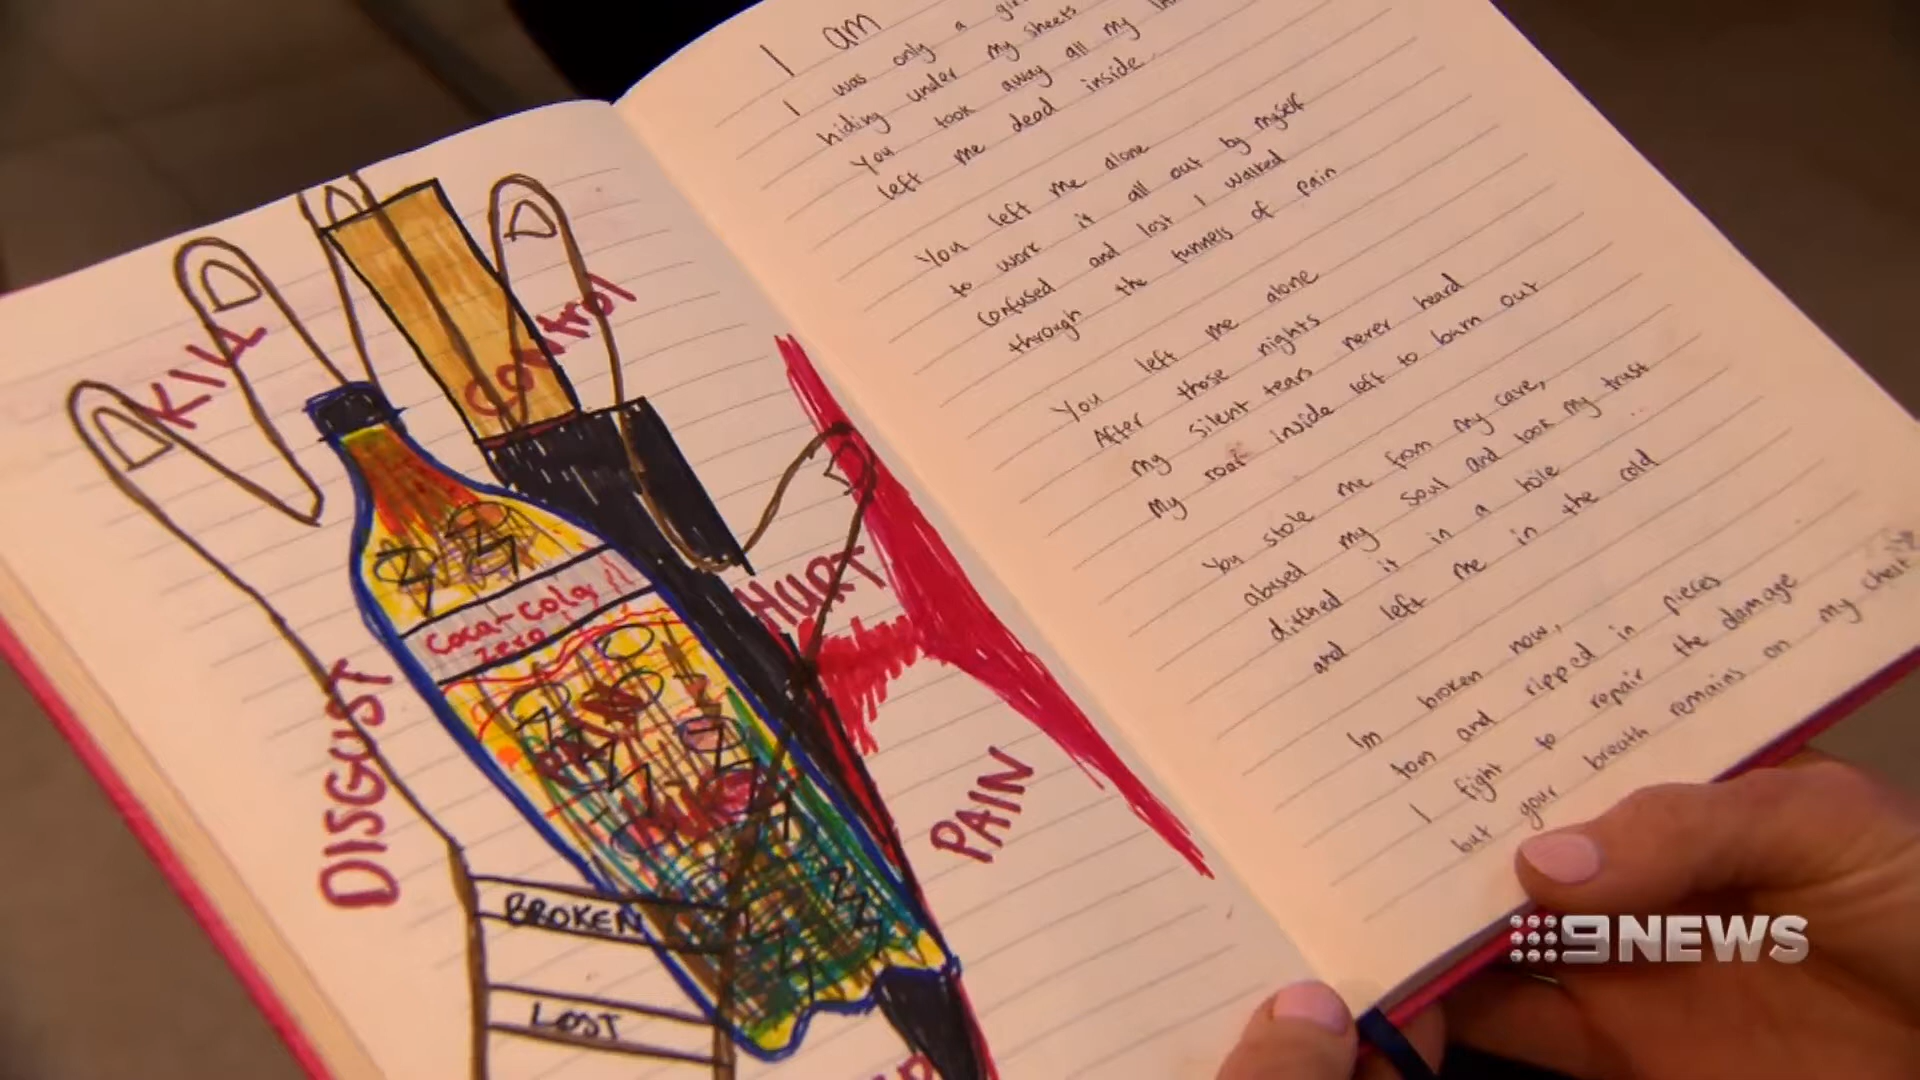 KILL
Control
Coca-Cola
zero
HURT
DISGUST
PAIN
BROKEN
LOST
I am
I was only a
hiding under my sheets
You took away all my
left me dead inside.
You left me alone
to work it all out by myself
Confused and lost I walked
through the tunnels of pain
You left me alone
After those nights
my silent tears never heard
My roar inside left to burn out
You stole me from my care,
abused my soul and took my trust
ditched it in a hole
and left me in the cold
Im broken now,
torn and ripped in pieces
I fight to repair the damage
but your breath remains on my
9NEWS